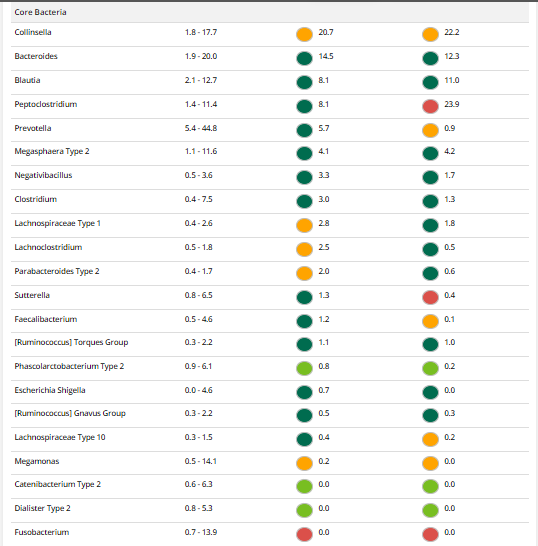 Core Bacteria
Collinsella 1.8 - 17.7 20.7 22.2
Bacteroides 1.9 - 20.0 14.5 12.3
Blautia 2.1 - 12.7 8.1 11.0
Peptoclostridium 1.4 - 11.4 8.1 23.9
Prevotella 5.4 - 44.8 5.7 0.9
Megasphaera Type 2 1.1 - 11.6 4.1 4.2
Negativibacillus 0.5 - 3.6 3.3 1.7
Clostridium 0.4 - 7.5 3.0 1.3
Lachnospiraceae Type 1 0.4 - 2.6 2.8 1.8
Lachnoclostridium 0.5 - 1.8 2.5 0.5
Parabacteroides Type 2 0.4 - 1.7 2.0 0.6
Sutterella 0.8 - 6.5 1.3 0.4
Faecalibacterium 0.5 - 4.6 1.2 0.1
[Ruminococcus] Torques Group 0.3 - 2.2 1.1 1.0
Phascolarctobacterium Type 2 0.9 - 6.1 0.8 0.2
Escherichia Shigella 0.0 - 4.6 0.7 0.0
[Ruminococcus] Gnavus Group 0.3 - 2.2 0.5 0.3
Lachnospiraceae Type 10 0.3 - 1.5 0.4 0.2
Megamonas 0.5 - 14.1 0.2 0.0
Catenibacterium Type 2 0.6 - 6.3 0.0 0.0
Dialister Type 2 0.8 - 5.3 0.0 0.0
Fusobacterium 0.7 - 13.9 0.0 0.0